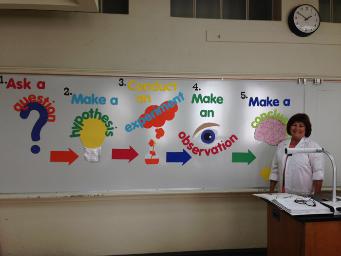 1. Ask a
question
2. Make a
hypothesis
3. Conduct
an
experiment
4. Make
an
observation
5. Make a